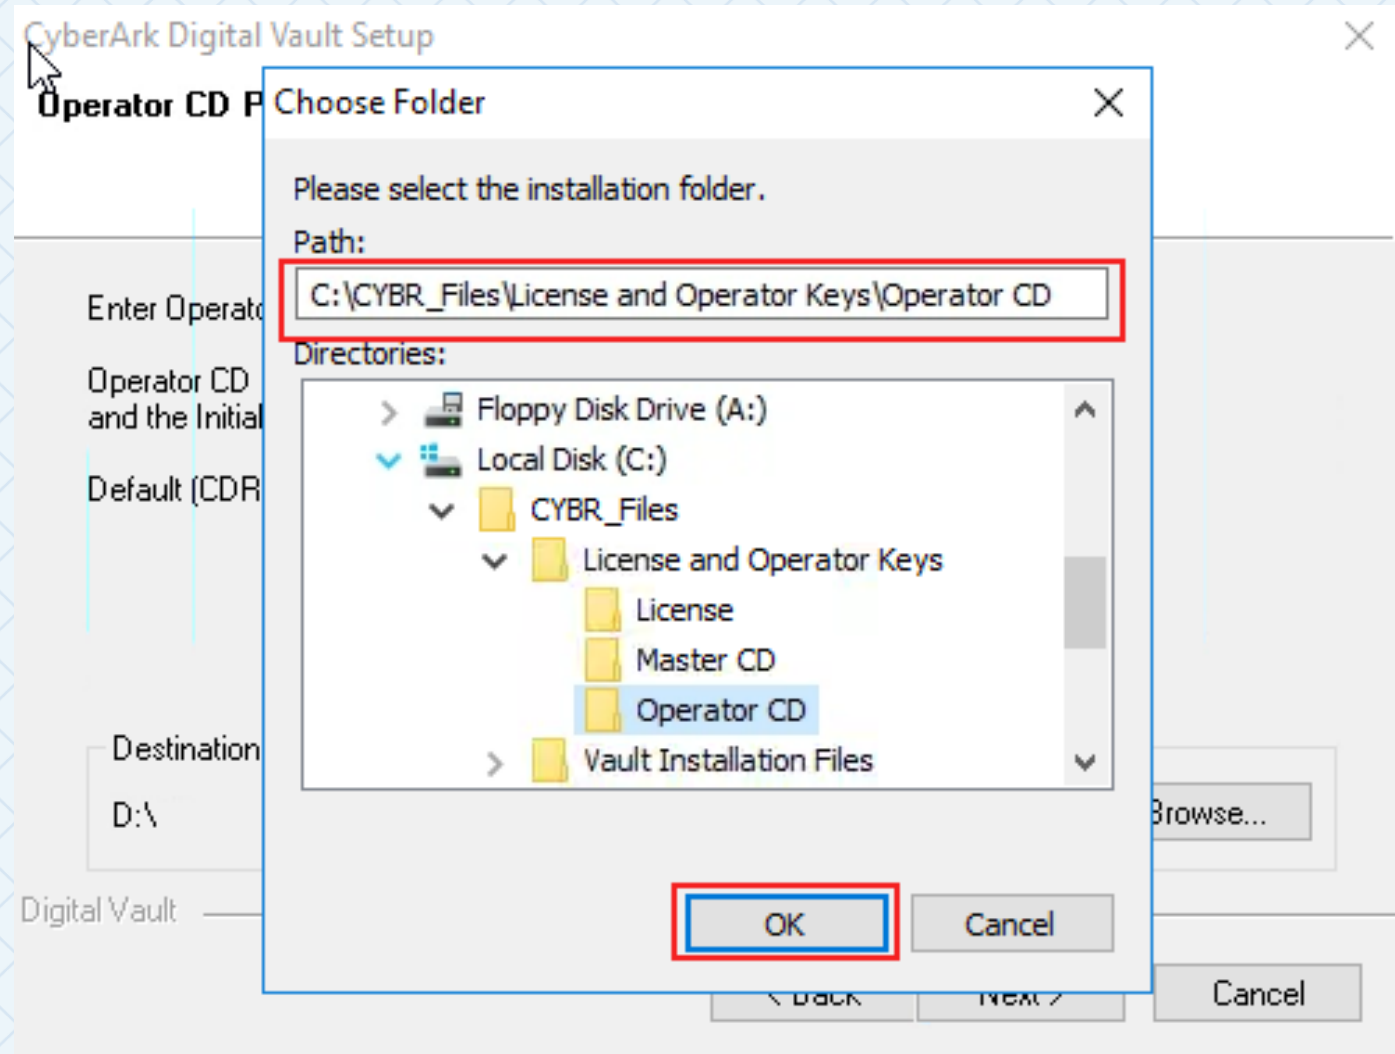 CyberArk Digital Vault Setup
Operator CD P
Choose Folder
Please select the installation folder.
Path:
C:\CYBR_Files\License and Operator Keys\Operator CD
Enter Operato
Directories:
Operator CD
and the Initial
Default (CDR
Floppy Disk Drive (A:)
Local Disk (C:)
CYBR_Files
License and Operator Keys
License
Master CD
Operator CD
Vault Installation Files
Destination
D:\
Browse...
Digital Vault
OK
Cancel
< Back
Next >
Cancel